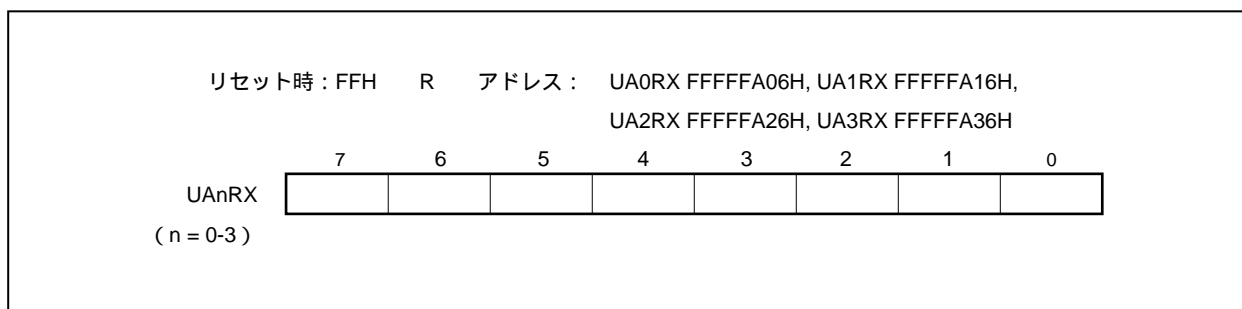 リセット時：FFH R アドレス： UA0RX FFFFFA06H, UA1RX FFFFFA16H,
UA2RX FFFFFA26H, UA3RX FFFFFA36H
7 6 5 4 3 2 1 0
UAnRX
（n = 0-3）